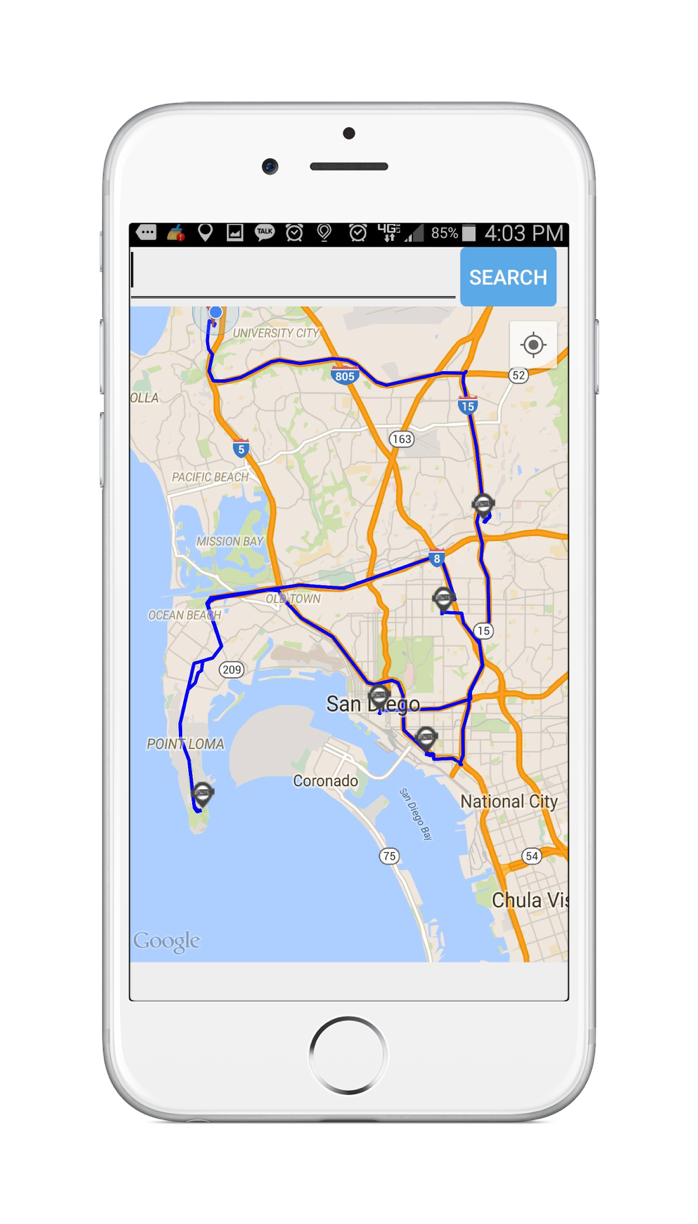 TALK
4G
85%
4:03 PM
SEARCH
UNIVERSITY CITY
805
52
OLLA
15
163
5
PACIFIC BEACH
MISSION BAY
8
OLD TOWN
OCEAN BEACH
15
209
San Diego
POINT LOMA
Coronado
San Diego Bay
National City
75
54
Chula Vis
Google